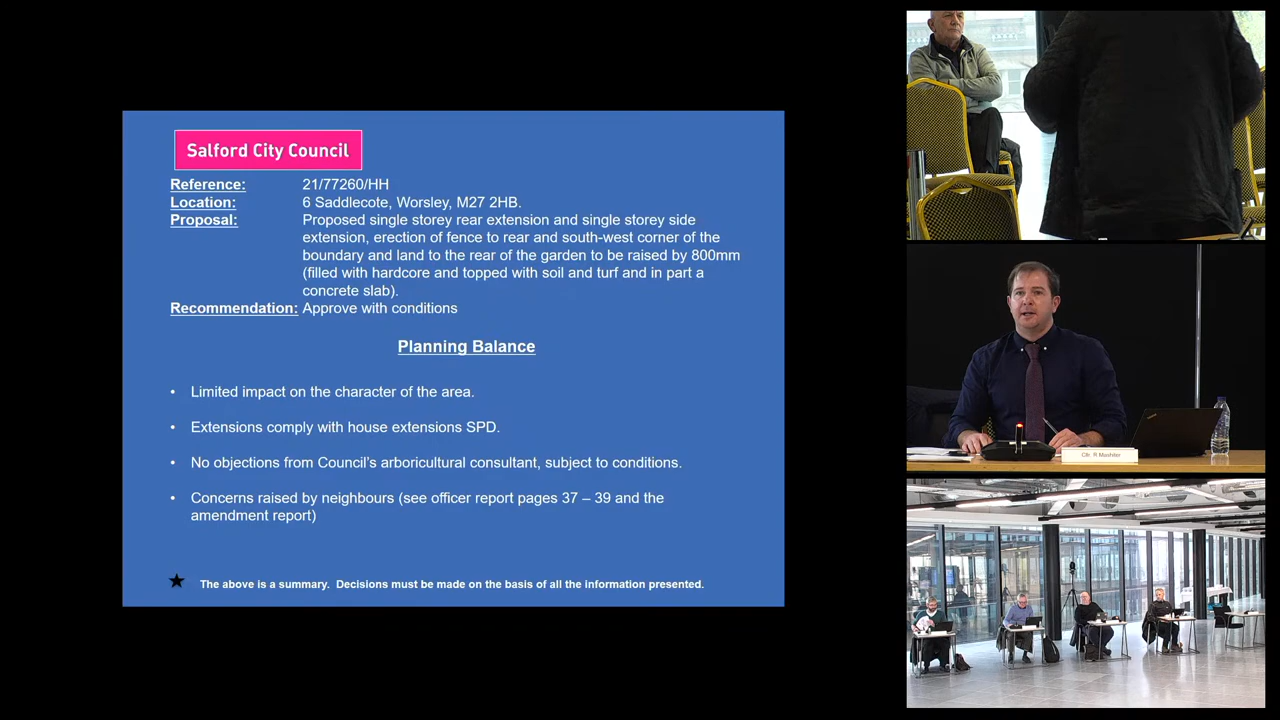 Salford City Council
Reference: 21/77260/HH
Location: 6 Saddlecote, Worsley, M27 2HB.
Proposal: Proposed single storey rear extension and single storey side
extension, erection of fence to rear and south-west corner of the
boundary and land to the rear of the garden to be raised by 800mm
(filled with hardcore and topped with soil and turf and in part a
concrete slab).
Recommendation: Approve with conditions
Planning Balance
• Limited impact on the character of the area.
• Extensions comply with house extensions SPD.
• No objections from Council's arboricultural consultant, subject to conditions.
• Concerns raised by neighbours (see officer report pages 37 – 39 and the
amendment report)
★ The above is a summary. Decisions must be made on the basis of all the information presented.
Cllr. R Mashiter